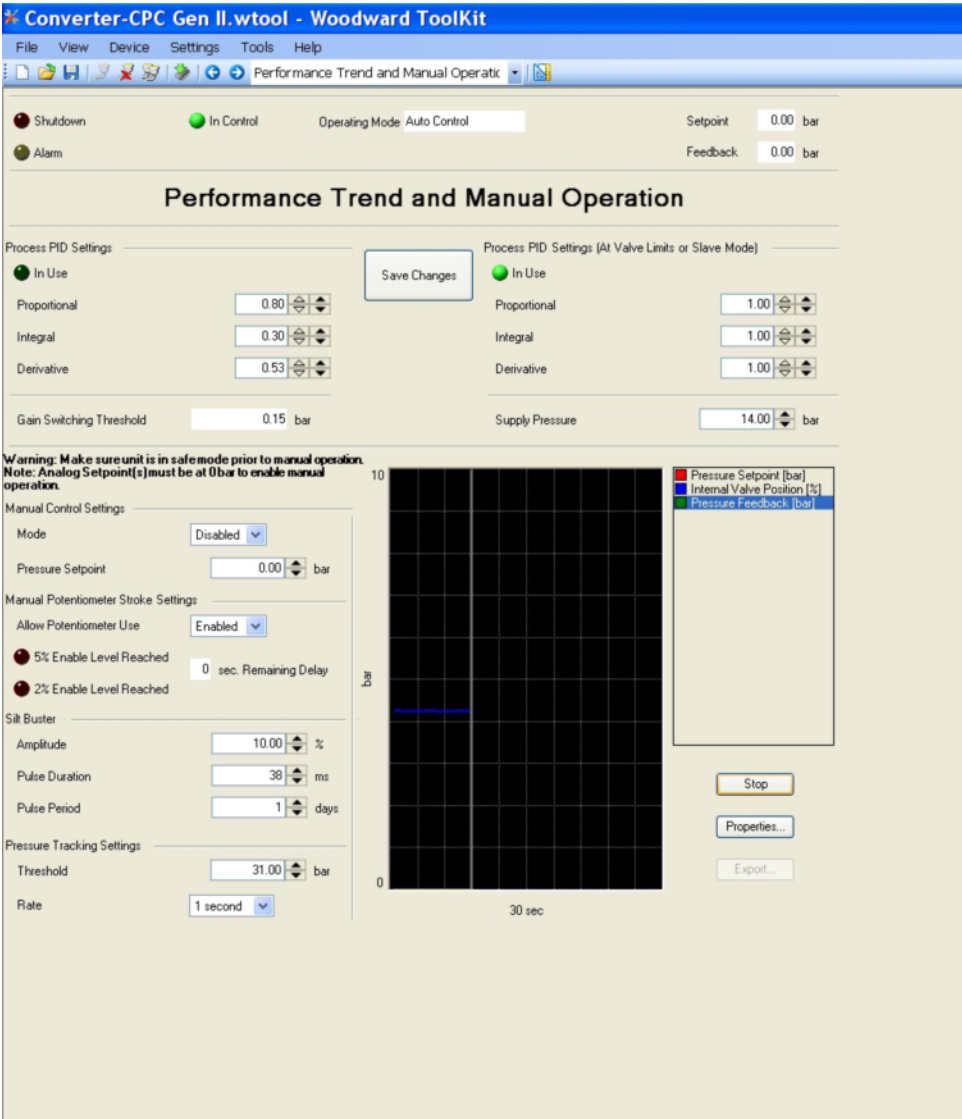 Converter-CPC Gen II.wtool - Woodward ToolKit
File View Device Settings Tools Help
Performance Trend and Manual Operatic
Shutdown In Control Operating Mode Auto Control Setpoint 0.00 bar
Alarm Feedback 0.00 bar
Performance Trend and Manual Operation
Process PID Settings Process PID Settings (At Valve Limits or Slave Mode)
In Use Save Changes In Use
Proportional 0.80 Proportional 1.00
Integral 0.30 Integral 1.00
Derivative 0.53 Derivative 1.00
Gain Switching Threshold 0.15 bar Supply Pressure 14.00 bar
Warning: Make sure unit is in safe mode prior to manual operation.
Note: Analog Setpoint(s) must be at 0 bar to enable manual
operation.
Manual Control Settings
Mode Disabled
Pressure Setpoint 0.00 bar
Manual Potentiometer Stroke Settings
Allow Potentiometer Use Enabled
5% Enable Level Reached
0 sec. Remaining Delay
2% Enable Level Reached
Silt Buster
Amplitude 10.00 %
Pulse Duration 38 ms
Pulse Period 1 days
Pressure Tracking Settings
Threshold 31.00 bar
Rate 1 second
10
bar
0
30 sec
Pressure Setpoint [bar]
Internal Valve Position [%]
Pressure Feedback [bar]
Stop
Properties...
Export...